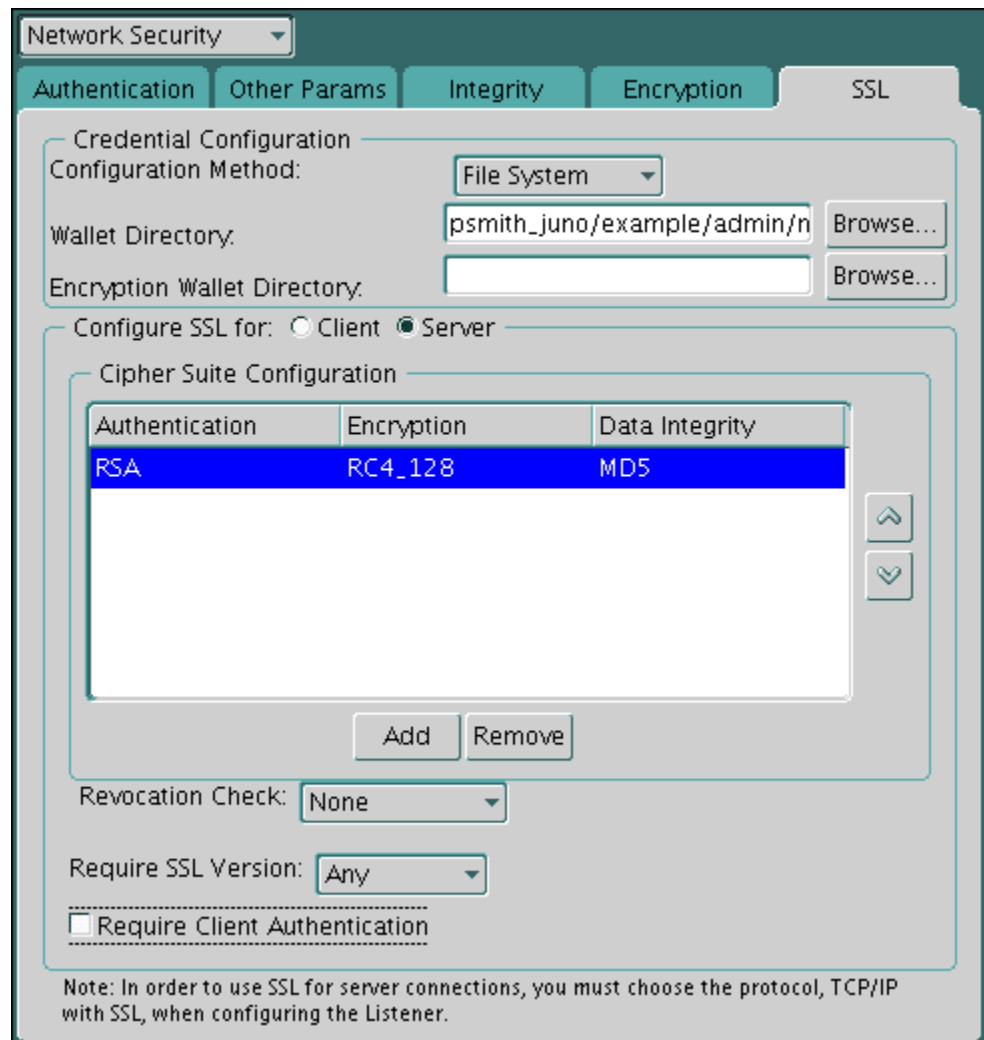 Network Security
Authentication Other Params Integrity Encryption SSL
Credential Configuration
Configuration Method: File System
Wallet Directory: psmith_juno/example/admin/n Browse...
Encryption Wallet Directory: Browse...
Configure SSL for: Client Server
Cipher Suite Configuration
Authentication Encryption Data Integrity
RSA RC4_128 MD5
Add Remove
Revocation Check: None
Require SSL Version: Any
Require Client Authentication
Note: In order to use SSL for server connections, you must choose the protocol, TCP/IP
with SSL, when configuring the Listener.